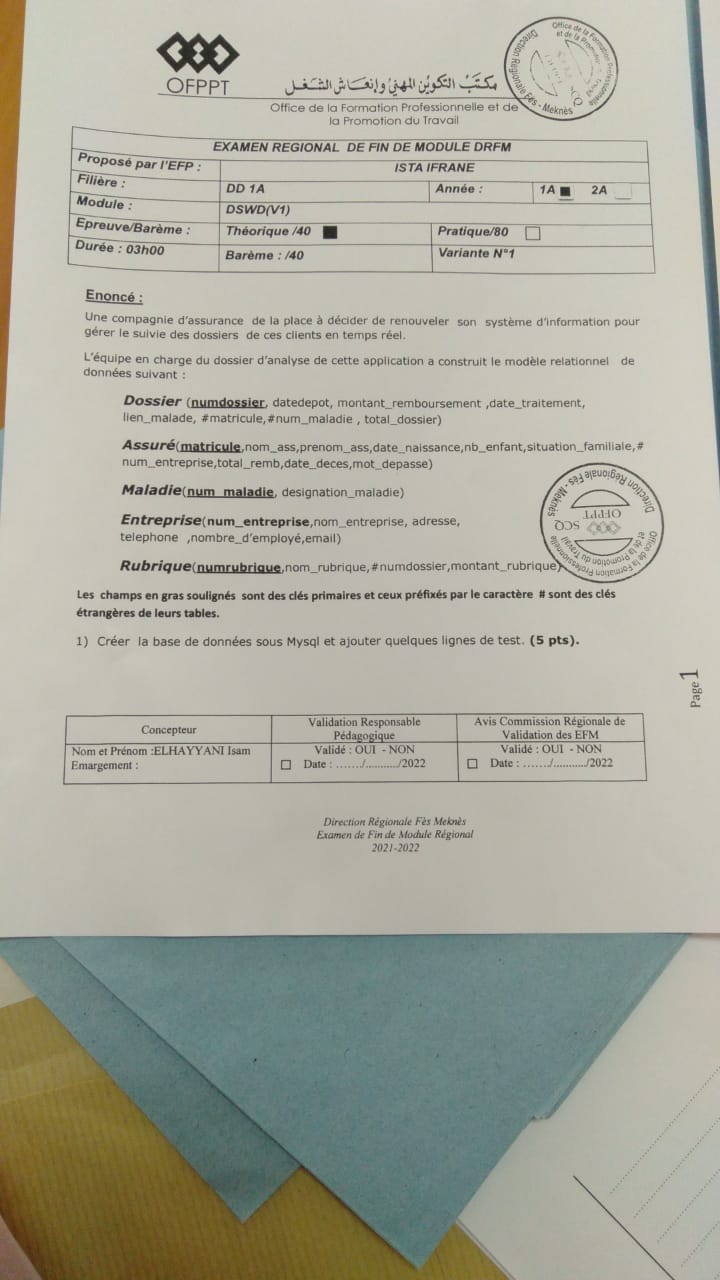 OFPPT
مكتب التكوين المهني وإنعاش الشغل
Office de la Formation Professionnelle et de
la Promotion du Travail
Office de la Formation Professionnelle
et de la Promotion du Travail
Direction Régionale Fès - Meknès
EXAMEN REGIONAL DE FIN DE MODULE DRFM
Proposé par l'EFP : ISTA IFRANE
Filière : DD 1A Année : 1A ■ 2A
Module : DSWD(V1)
Epreuve/Barème : Théorique /40 ■ Pratique/80 □
Durée : 03h00 Barème : /40 Variante N°1
Enoncé :
Une compagnie d'assurance de la place à décider de renouveler son système d'information pour
gérer le suivie des dossiers de ces clients en temps réel.
L'équipe en charge du dossier d'analyse de cette application a construit le modèle relationnel de
données suivant :
Dossier (numdossier, datedepot, montant_remboursement ,date_traitement,
lien_malade, #matricule,#num_maladie , total_dossier)
Assuré(matricule,nom_ass,prenom_ass,date_naissance,nb_enfant,situation_familiale,#
num_entreprise,total_remb,date_deces,mot_depasse)
Maladie(num_maladie, designation_maladie)
Entreprise(num_entreprise,nom_entreprise, adresse,
telephone ,nombre_d'employé,email)
Rubrique(numrubrique,nom_rubrique,#numdossier,montant_rubrique)
Direction Régionale Fès - Meknès
OFPPT
SCQ
Office de la Formation Professionnelle
et de la Promotion du Travail
Les champs en gras soulignés sont des clés primaires et ceux préfixés par le caractère # sont des clés
étrangères de leurs tables.
1) Créer la base de données sous Mysql et ajouter quelques lignes de test. (5 pts).
Page 1
Concepteur
Validation Responsable
Pédagogique
Avis Commission Régionale de
Validation des EFM
Nom et Prénom :ELHAYYANI Isam
Emargement :
Validé : OUI - NON
□ Date : ……./………../2022
Validé : OUI - NON
□ Date : ……./………../2022
Direction Régionale Fès Meknès
Examen de Fin de Module Régional
2021-2022